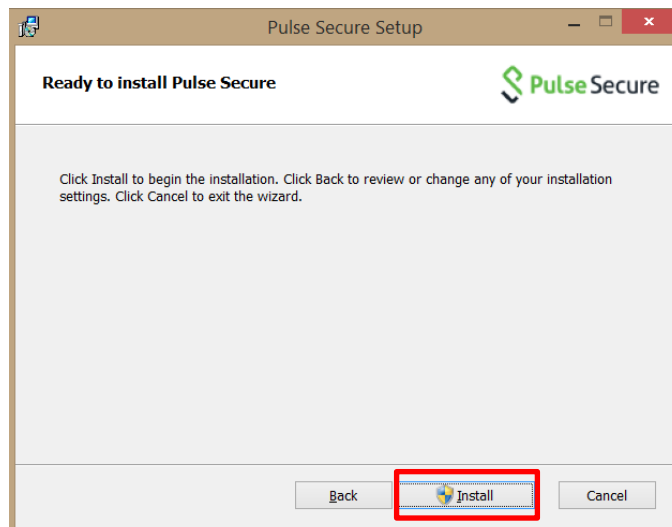 Pulse Secure Setup
Ready to install Pulse Secure
Pulse Secure
Click Install to begin the installation. Click Back to review or change any of your installation
settings. Click Cancel to exit the wizard.
Back
Install
Cancel